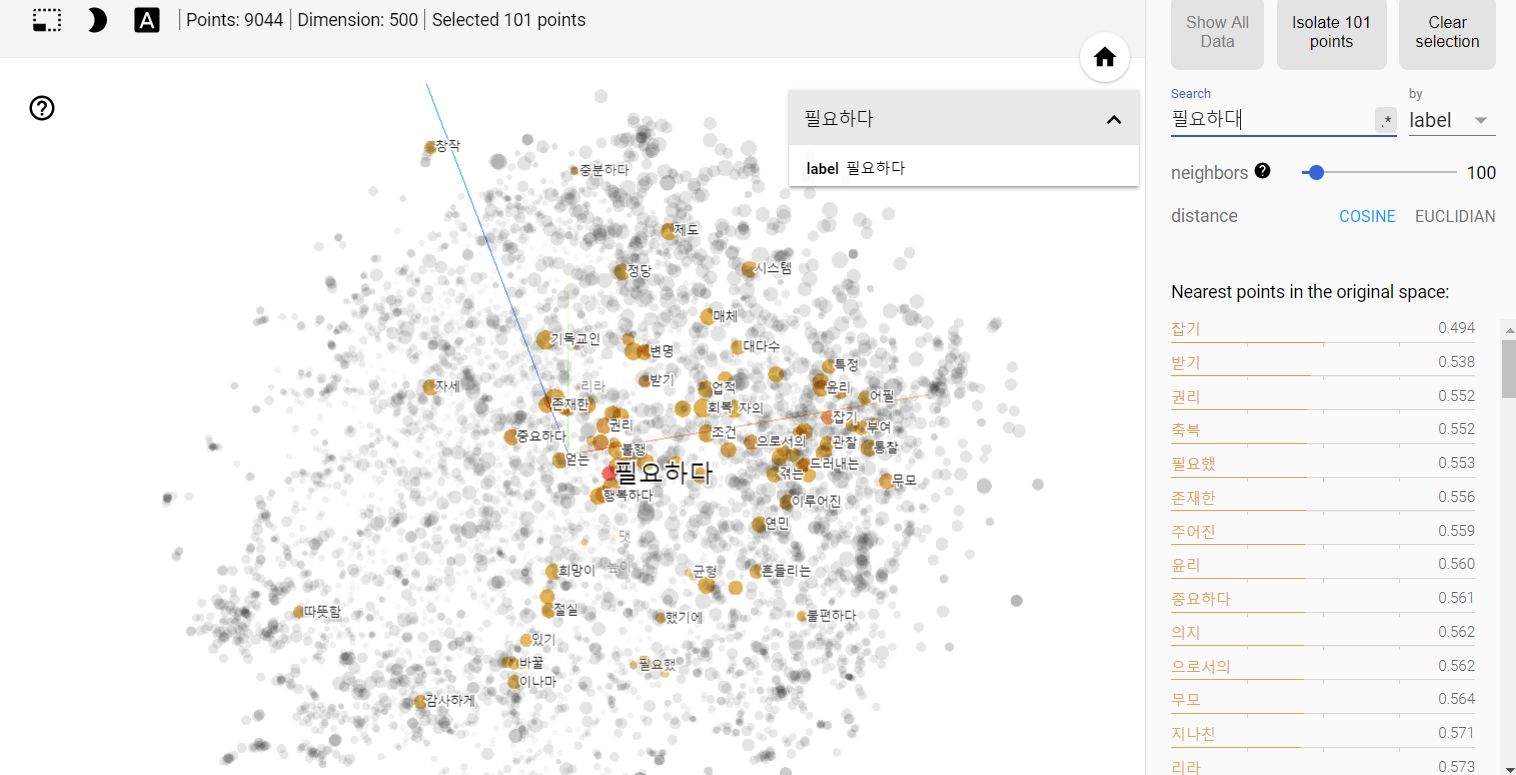 A
Points: 9044 | Dimension: 500 | Selected 101 points
Show All Data
Isolate 101 points
Clear selection
Search
필요하다
.*
by
label
neighbors
100
distance
COSINE
EUCLIDIAN
Nearest points in the original space:
잡기 0.494
받기 0.538
권리 0.552
축복 0.552
필요했 0.553
존재한 0.556
주어진 0.559
윤리 0.560
중요하다 0.561
의지 0.562
으로서의 0.562
무모 0.564
지나친 0.571
리라 0.573
필요하다
label 필요하다
창작
충분하다
제도
정당
시스템
매체
기독교인
변명
대다수
특정
자세
리라
받기
업적
윤리
어필
존재한
회복
자의
잡기
권리
부여
중요하다
조건
으로서의
관찰
통찰
얻는
불행
드러내는
필요하다
겪는
무모
행복하다
이루어진
연민
댓
희망이
높이
균형
흔들리는
따뜻함
절실
했기에
불편하다
있기
바꿀
필요했
이나마
감사하게